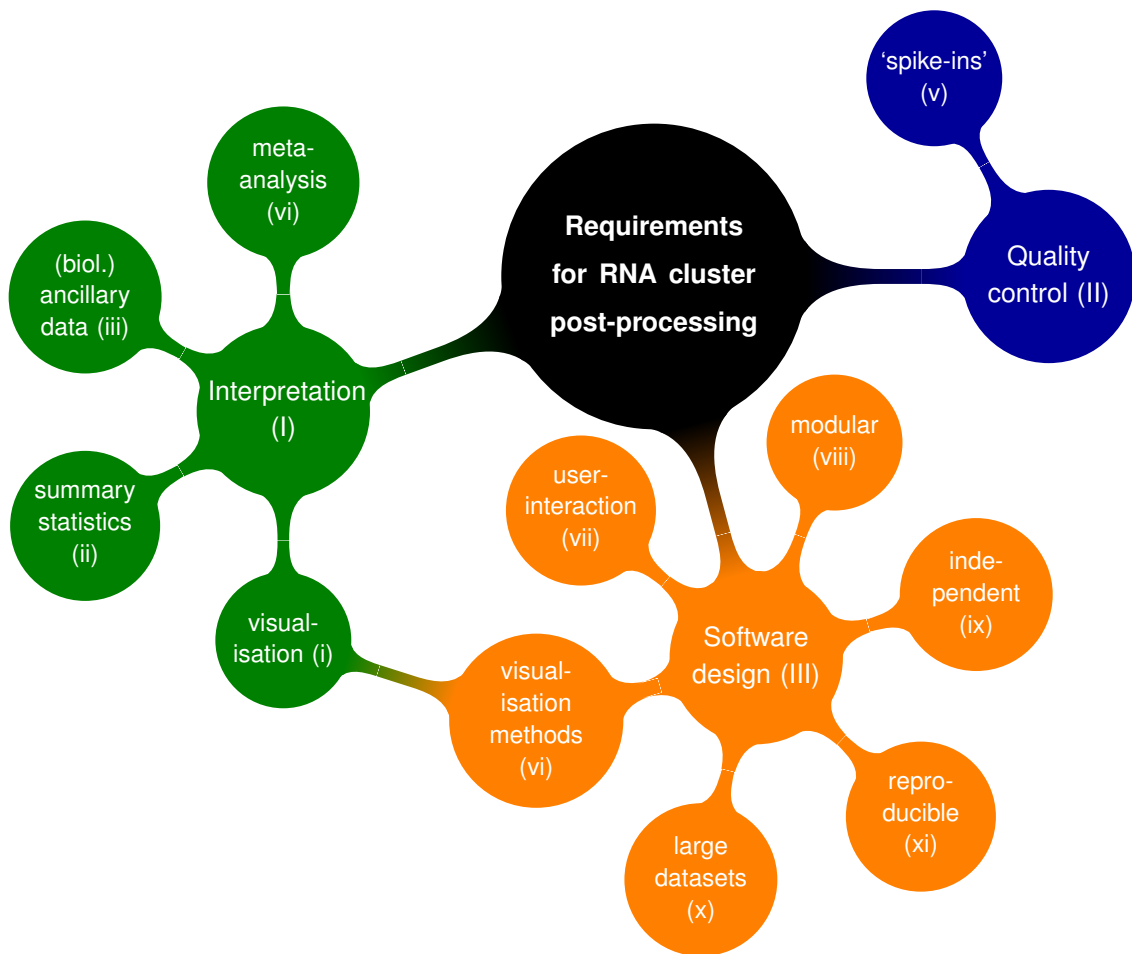 'spike-ins'
(v)
meta-
analysis
(vi)
Requirements
for RNA cluster
post-processing
Quality
control (II)
(biol.)
ancillary
data (iii)
Interpretation
(I)
modular
(viii)
user-
interaction
(vii)
summary
statistics
(ii)
inde-
pendent
(ix)
visual-
isation (i)
Software
design (III)
visual-
isation
methods
(vi)
repro-
ducible
(xi)
large
datasets
(x)